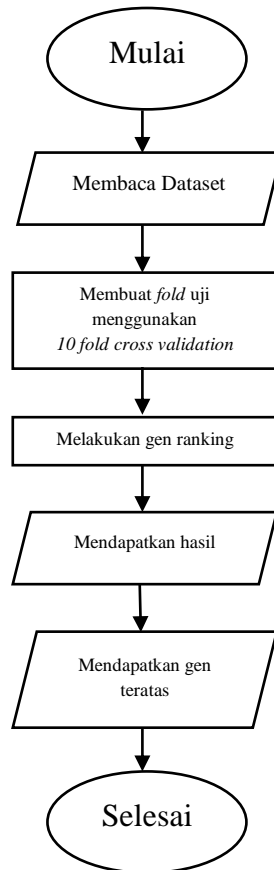 Mulai
Membaca Dataset
Membuat fold uji
menggunakan
10 fold cross validation
Melakukan gen ranking
Mendapatkan hasil
Mendapatkan gen
teratas
Selesai